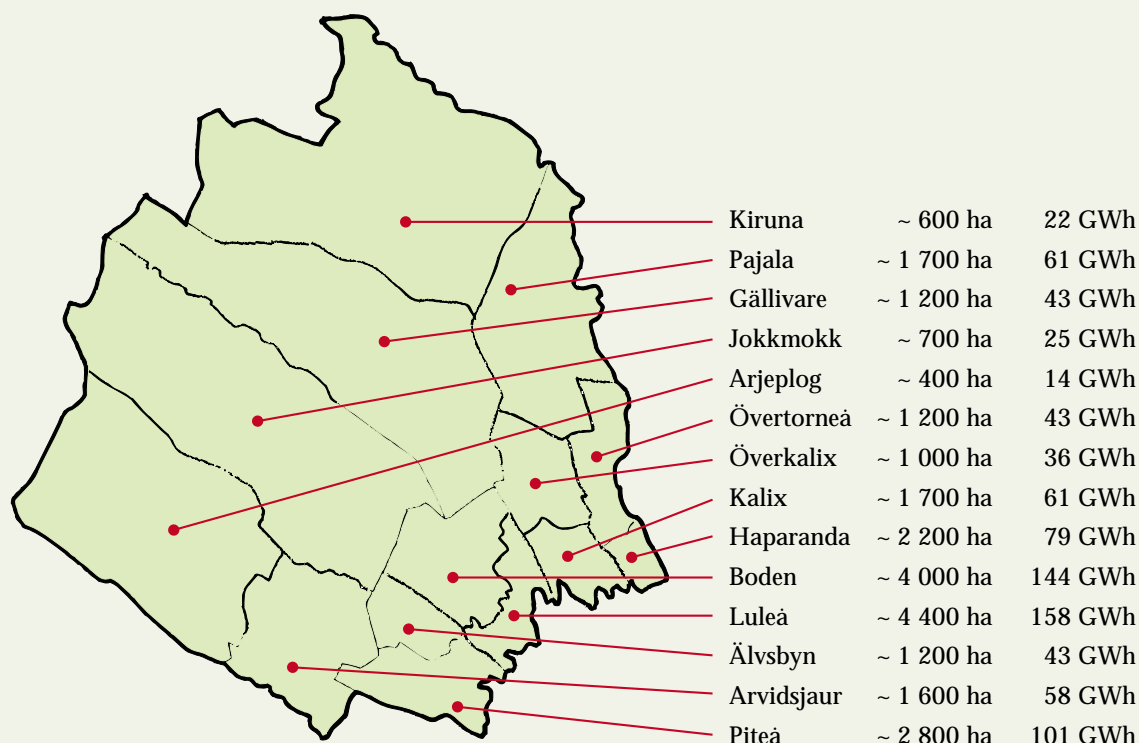 Kiruna ~ 600 ha 22 GWh
Pajala ~ 1 700 ha 61 GWh
Gällivare ~ 1 200 ha 43 GWh
Jokkmokk ~ 700 ha 25 GWh
Arjeplog ~ 400 ha 14 GWh
Övertorneå ~ 1 200 ha 43 GWh
Överkalix ~ 1 000 ha 36 GWh
Kalix ~ 1 700 ha 61 GWh
Haparanda ~ 2 200 ha 79 GWh
Boden ~ 4 000 ha 144 GWh
Luleå ~ 4 400 ha 158 GWh
Älvsbyn ~ 1 200 ha 43 GWh
Arvidsjaur ~ 1 600 ha 58 GWh
Piteå ~ 2 800 ha 101 GWh